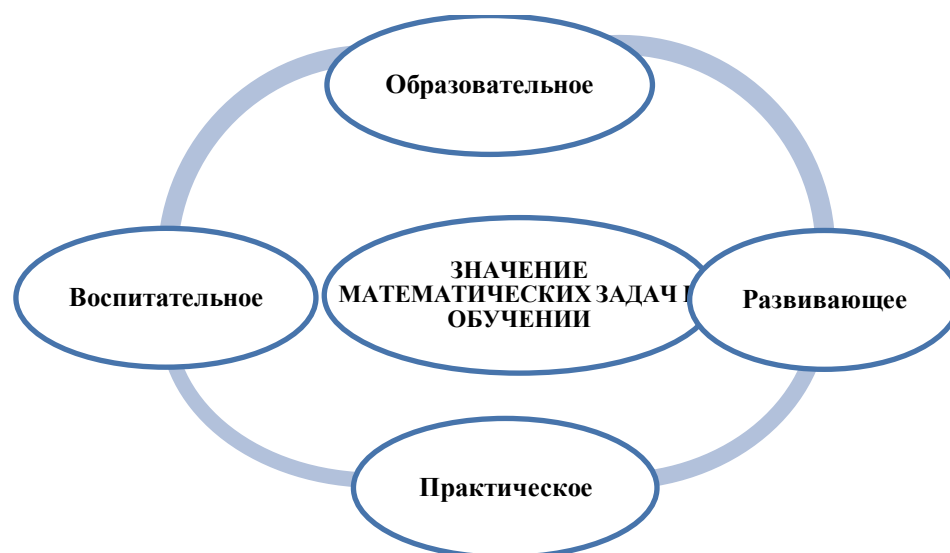 Образовательное
ЗНАЧЕНИЕ
МАТЕМАТИЧЕСКИХ ЗАДАЧ
ОБУЧЕНИИ
Воспитательное
Развивающее
Практическое